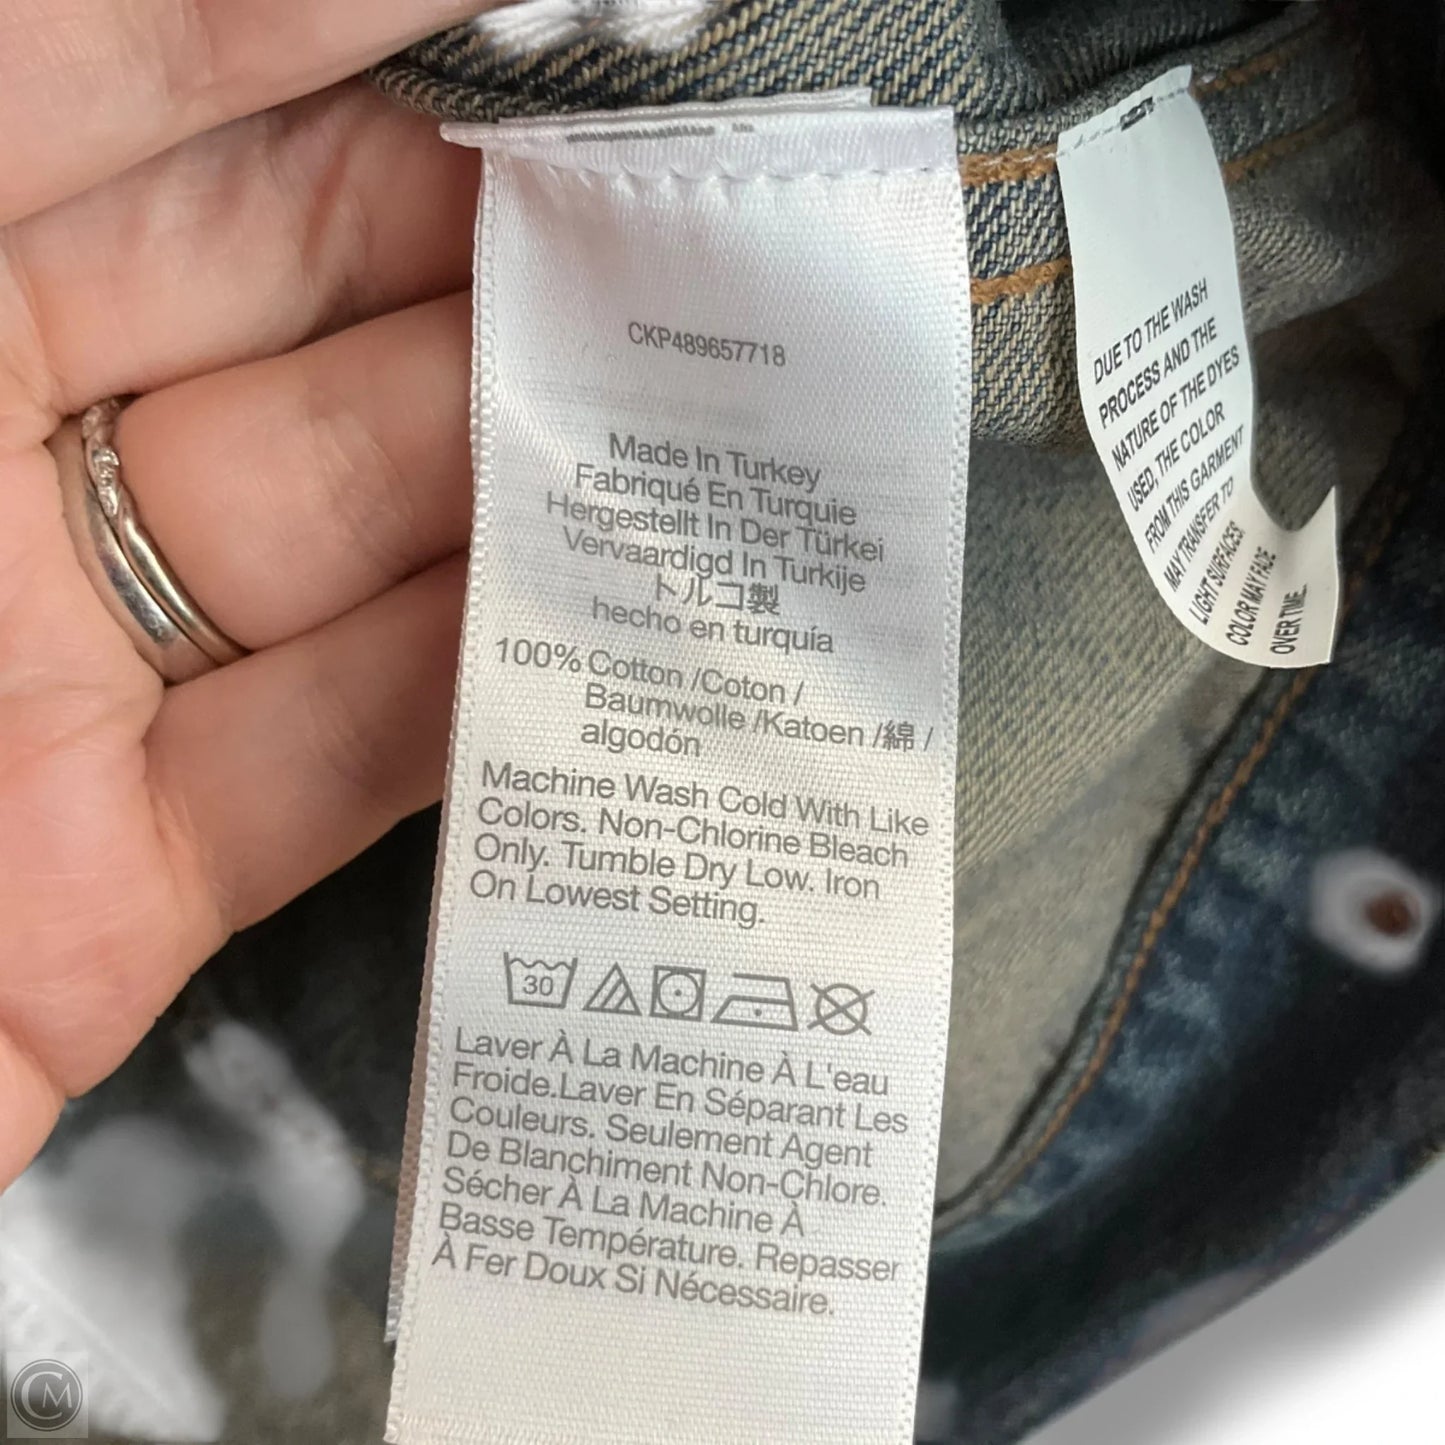 CKP489657718
Made In Turkey
Fabriqué En Turquie
Hergestellt In Der Türkei
Vervaardigd In Turkije
トルコ製
hecho en turquía
100% Cotton /Coton /
Baumwolle /Katoen /綿 /
algodón
Machine Wash Cold With Like
Colors. Non-Chlorine Bleach
Only. Tumble Dry Low. Iron
On Lowest Setting.
30
Laver À La Machine À L'eau
Froide.Laver En Séparant Les
Couleurs. Seulement Agent
De Blanchiment Non-Chlore.
Sécher À La Machine À
Basse Température. Repasser
À Fer Doux Si Nécessaire.
DUE TO THE WASH
PROCESS AND THE
NATURE OF THE DYES
USED, THE COLOR
FROM THIS GARMENT
MAY TRANSFER TO
LIGHT SURFACES.
COLOR MAY FADE
OVER TIME.
CM